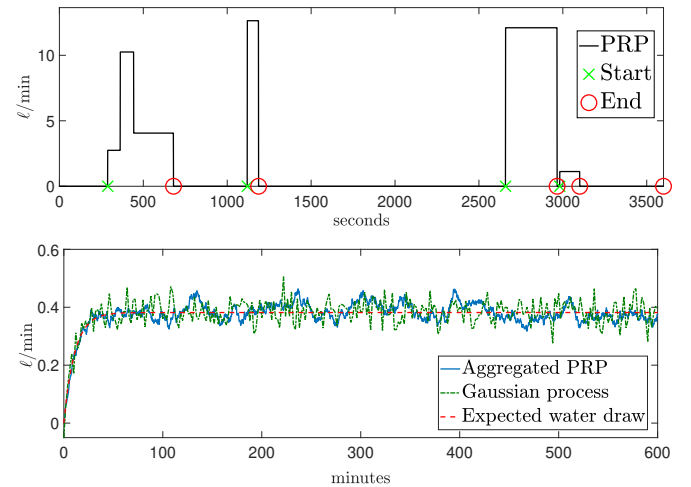 10
5
0
ℓ/min
PRP
Start
End
0 500 1000 1500 2000 2500 3000 3500
seconds
0.6
0.4
0.2
0
ℓ/min
Aggregated PRP
Gaussian process
Expected water draw
0 100 200 300 400 500 600
minutes